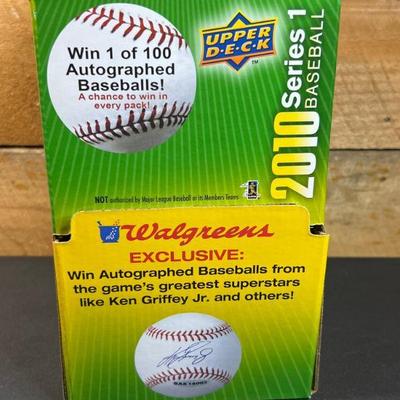 Win 1 of 100
Autographed
Baseballs!
A chance to win in
every pack!
UPPER
DECK
TM
2010 Series 1
BASEBALL
NOT authorized by Major League Baseball or its Members Teams
Walgreens
EXCLUSIVE:
Win Autographed Baseballs from
the game's greatest superstars
like Ken Griffey Jr. and others!